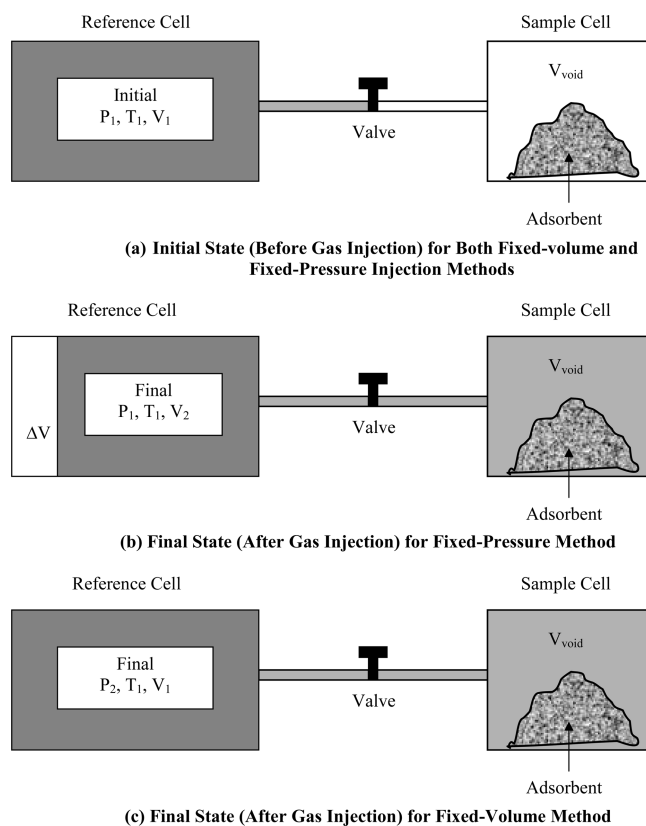 Reference Cell
Sample Cell
Initial
P1, T1, V1
Vvoid
Valve
Adsorbent
(a) Initial State (Before Gas Injection) for Both Fixed-volume and
Fixed-Pressure Injection Methods
Reference Cell
Sample Cell
Final
P1, T1, V2
ΔV
Vvoid
Valve
Adsorbent
(b) Final State (After Gas Injection) for Fixed-Pressure Method
Reference Cell
Sample Cell
Final
P2, T1, V1
Vvoid
Valve
Adsorbent
(c) Final State (After Gas Injection) for Fixed-Volume Method